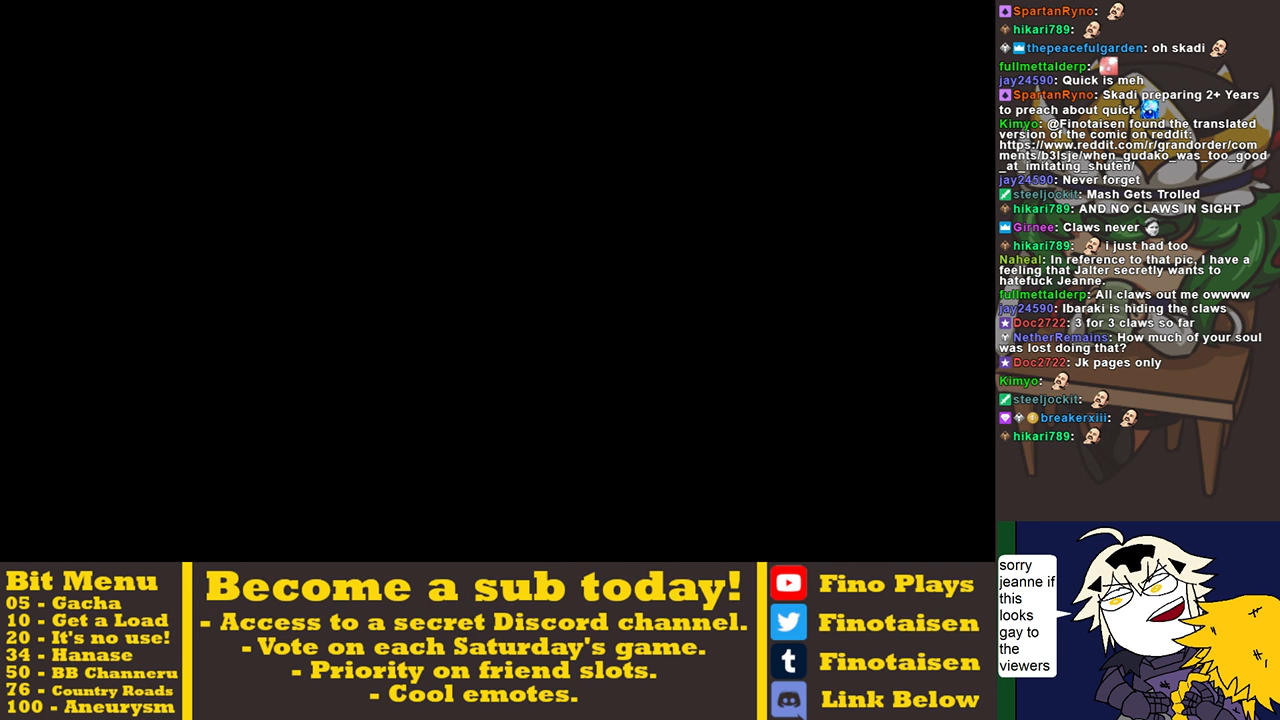 SpartanRyno:
hikari789:
thepeacefulgarden: oh skadi
fullmettalderp:
jay24590: Quick is meh
SpartanRyno: Skadi preparing 2+ Years
to preach about quick
Kimyo: @Finotaisen found the translated
version of the comic on reddit:
https://www.reddit.com/r/grandorder/com
ments/b3lsje/when_gudako_was_too_good
_at_imitating_shuten/
jay24590: Never forget
steeljockit: Mash Gets Trolled
hikari789: AND NO CLAWS IN SIGHT
Girnee: Claws never
hikari789: i just had too
Naheal: In reference to that pic, I have a
feeling that Jalter secretly wants to
hatefuck Jeanne.
fullmettalderp: All claws out me owwww
jay24590: Ibaraki is hiding the claws
Doc2722: 3 for 3 claws so far
NetherRemains: How much of your soul
was lost doing that?
Doc2722: Jk pages only
Kimyo:
steeljockit:
breakerxiii:
hikari789:
sorry
jeanne if
this
looks
gay to
the
viewers
Bit Menu
05 - Gacha
10 - Get a Load
20 - It's no use!
34 - Hanase
50 - BB Channeru
76 - Country Roads
100 - Aneurysm
Become a sub today!
- Access to a secret Discord channel.
- Vote on each Saturday's game.
- Priority on friend slots.
- Cool emotes.
Fino Plays
Finotaisen
Finotaisen
Link Below